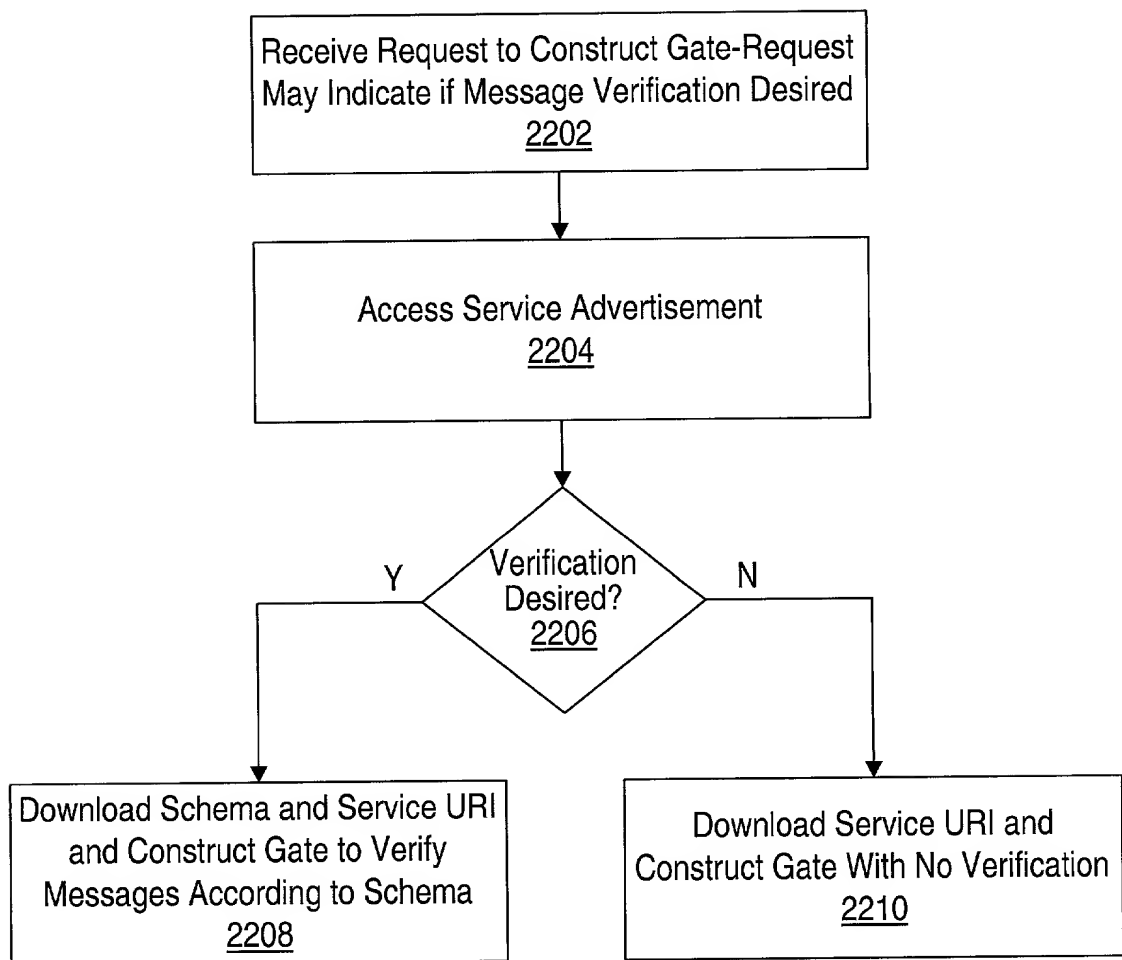 Receive Request to Construct Gate-Request
May Indicate if Message Verification Desired
2202
Access Service Advertisement
2204
Verification
Desired?
2206
Y
N
Download Schema and Service URI
and Construct Gate to Verify
Messages According to Schema
2208
Download Service URI and
Construct Gate With No Verification
2210